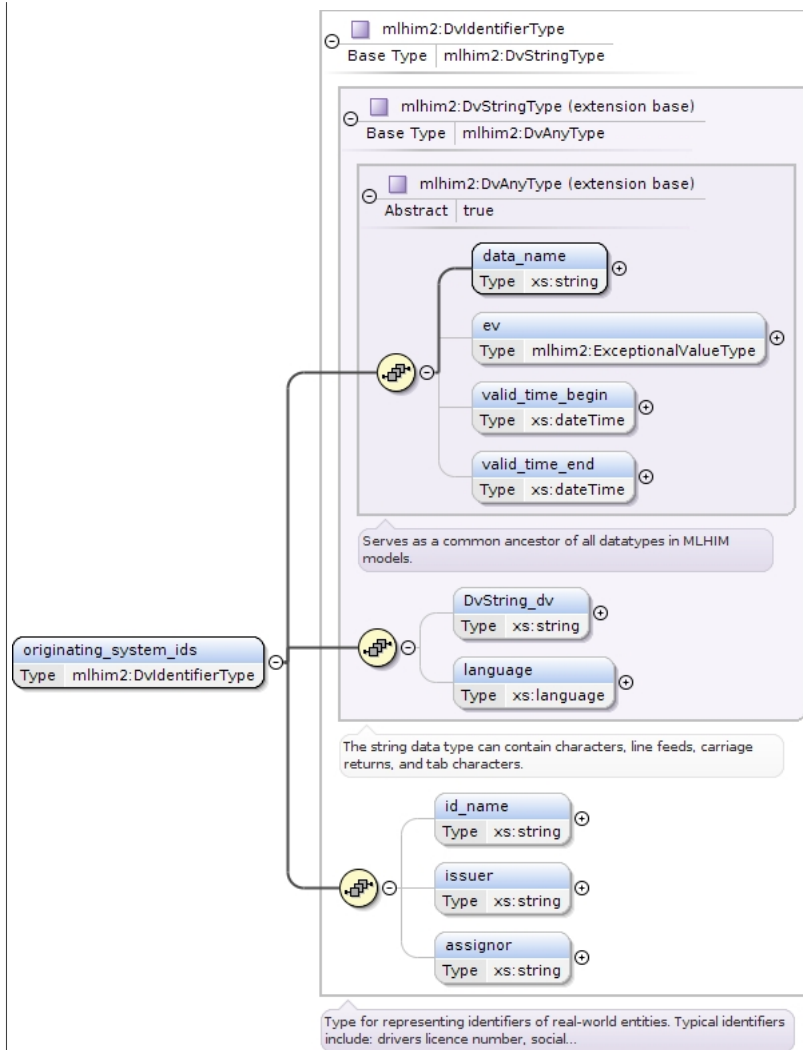 mlhim2:DvIdentifierType
Base Type mlhim2:DvStringType
mlhim2:DvStringType (extension base)
Base Type mlhim2:DvAnyType
mlhim2:DvAnyType (extension base)
Abstract true
data_name
Type xs:string
ev
Type mlhim2:ExceptionalValueType
valid_time_begin
Type xs:dateTime
valid_time_end
Type xs:dateTime
Serves as a common ancestor of all datatypes in MLHIM
models.
DvString_dv
Type xs:string
originating_system_ids
Type mlhim2:DvIdentifierType
language
Type xs:language
The string data type can contain characters, line feeds, carriage
returns, and tab characters.
id_name
Type xs:string
issuer
Type xs:string
assignor
Type xs:string
Type for representing identifiers of real-world entities. Typical identifiers
include: drivers licence number, social...